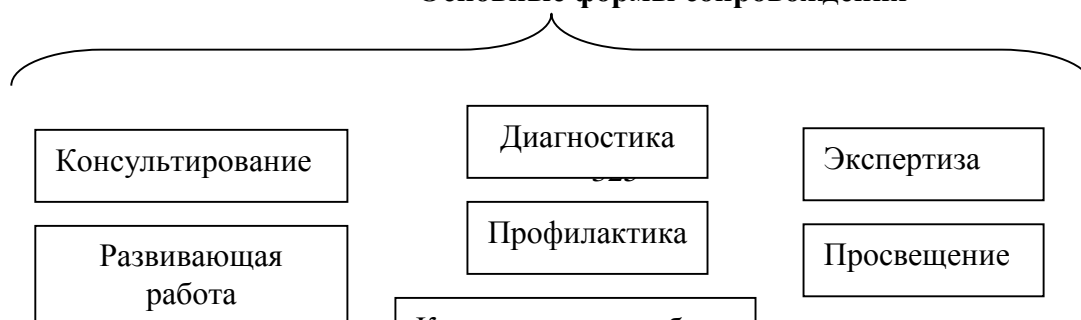 Основные формы сопровождения
Консультирование
Диагностика
Экспертиза
Развивающая
работа
Профилактика
Просвещение